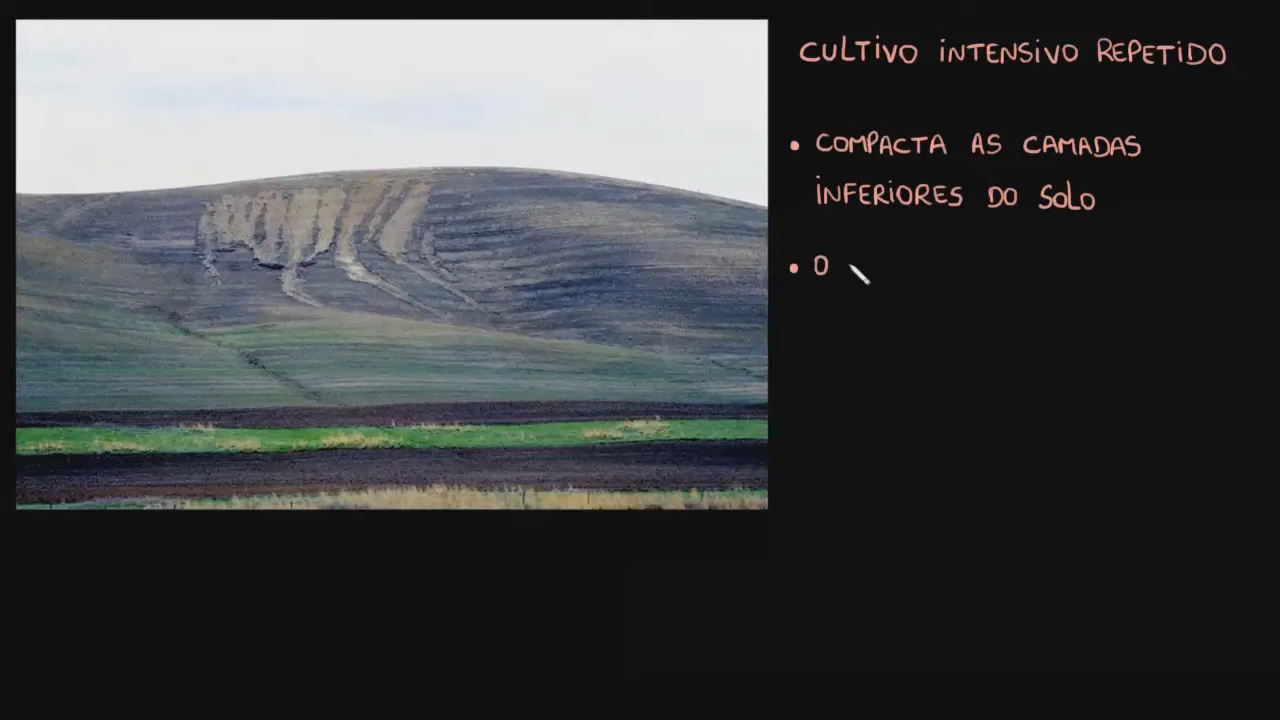 CULTIVO INTENSIVO REPETIDO
• COMPACTA AS CAMADAS
INFERIORES DO SOLO
• O